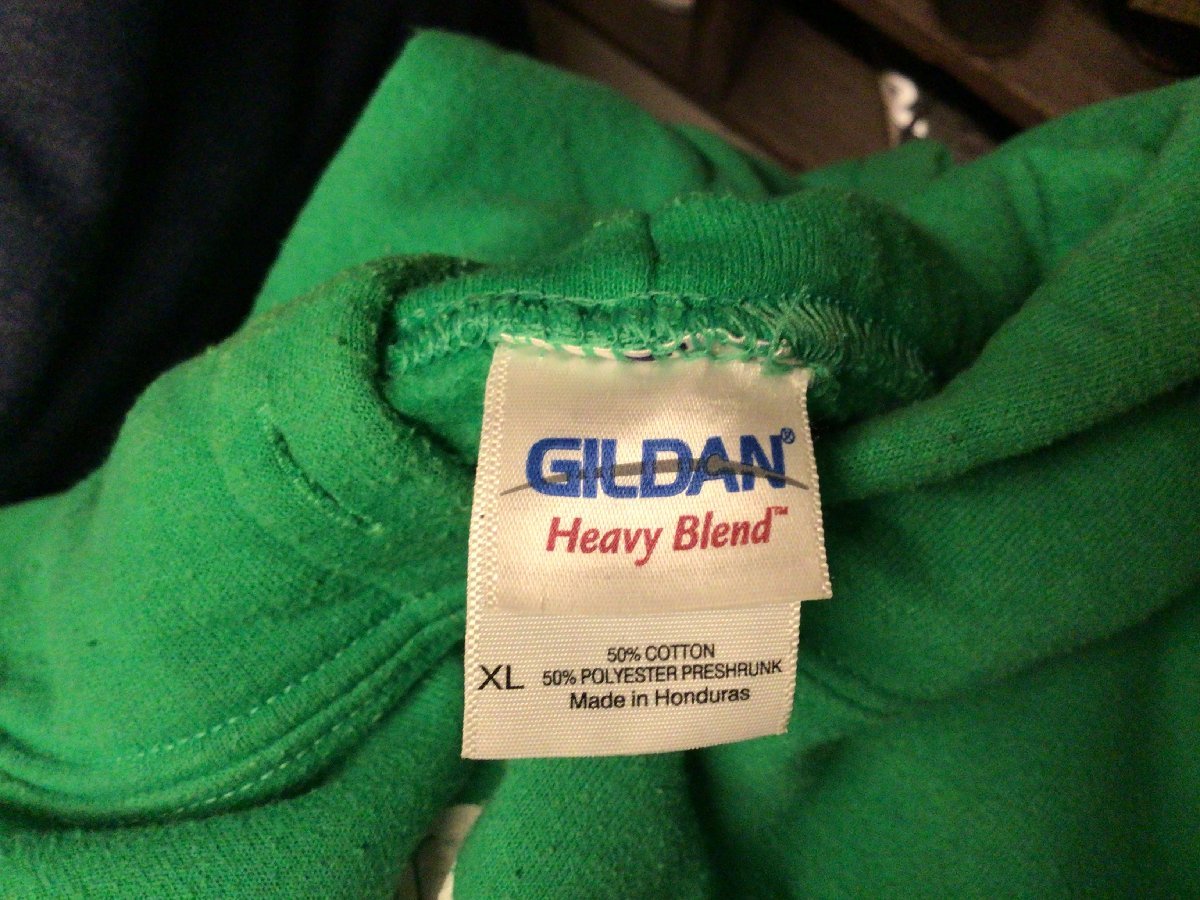 GILDAN®
Heavy Blend™
50% COTTON
XL 50% POLYESTER PRESHRUNK
Made in Honduras